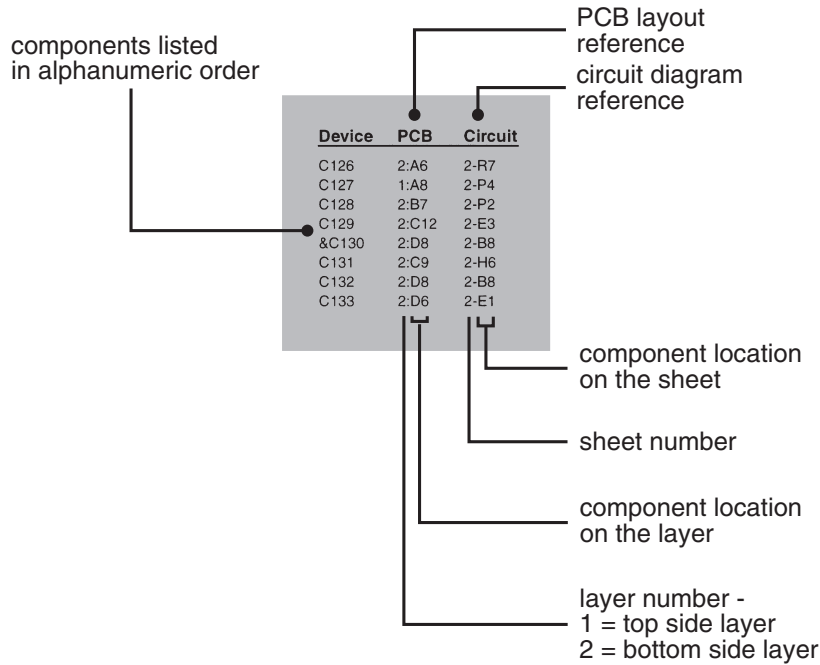 components listed
in alphanumeric order
PCB layout
reference
circuit diagram
reference
Device PCB Circuit
C126 2:A6 2-R7
C127 1:A8 2-P4
C128 2:B7 2-P2
C129 2:C12 2-E3
&C130 2:D8 2-B8
C131 2:C9 2-H6
C132 2:D8 2-B8
C133 2:D6 2-E1
component location
on the sheet
sheet number
component location
on the layer
layer number -
1 = top side layer
2 = bottom side layer